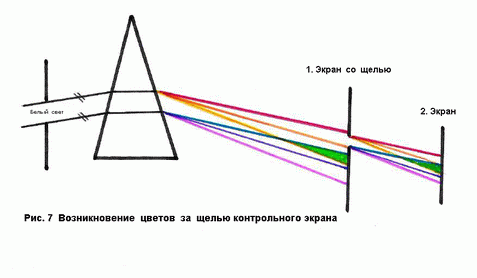 1. Экран со щелью
2. Экран
Белый свет
Рис. 7 Возникновение цветов за щелью контрольного экрана